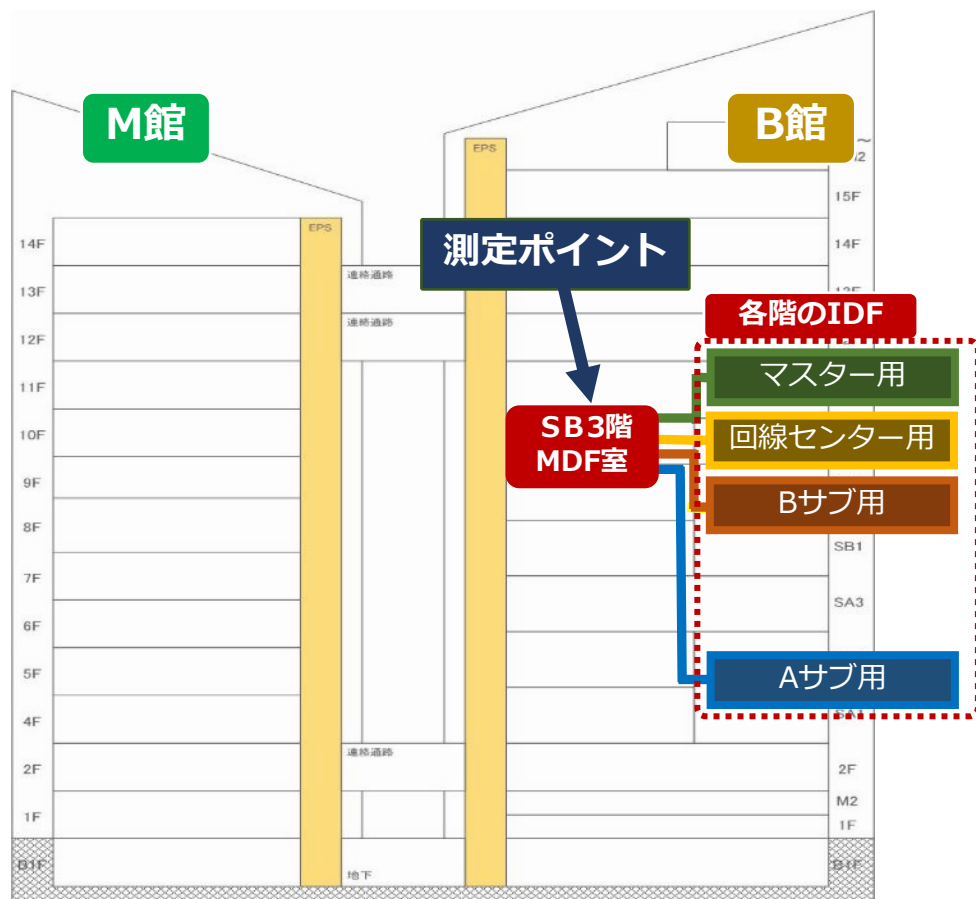 M館
B館
EPS
EPS
測定ポイント
各階のIDF
マスター用
回線センター用
Bサブ用
Aサブ用
SB3階
MDF室
14F
13F
12F
11F
10F
9F
8F
7F
6F
5F
4F
2F
1F
B1F
連絡通路
連絡通路
連絡通路
地下
15F
14F
13F
SB1
SA3
SA1
2F
M2
1F
B1F